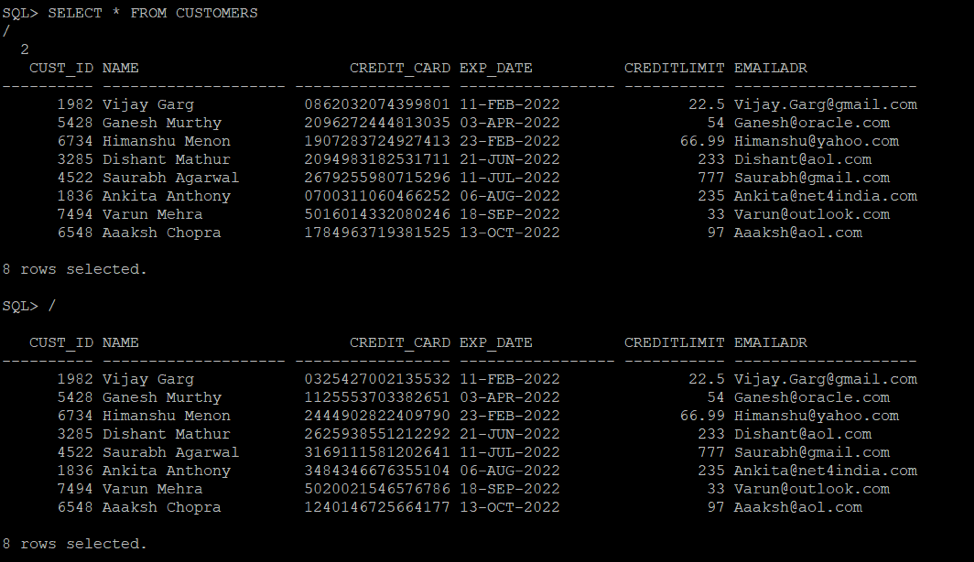 SQL> SELECT * FROM CUSTOMERS
/
  2
   CUST_ID NAME                       CREDIT_CARD EXP_DATE          CREDITLIMIT EMAILADR
---------- -------------------- ----------------- ----------------- ----------- --------------------
      1982 Vijay Garg            0862032074399801 11-FEB-2022              22.5 Vijay.Garg@gmail.com
      5428 Ganesh Murthy         2096272444813035 03-APR-2022                54 Ganesh@oracle.com
      6734 Himanshu Menon        1907283724927413 23-FEB-2022             66.99 Himanshu@yahoo.com
      3285 Dishant Mathur        2094983182531711 21-JUN-2022               233 Dishant@aol.com
      4522 Saurabh Agarwal       2679255980715296 11-JUL-2022               777 Saurabh@gmail.com
      1836 Ankita Anthony        0700311060466252 06-AUG-2022               235 Ankita@net4india.com
      7494 Varun Mehra           5016014332080246 18-SEP-2022                33 Varun@outlook.com
      6548 Aaaksh Chopra         1784963719381525 13-OCT-2022                97 Aaaksh@aol.com
8 rows selected.
SQL> /
   CUST_ID NAME                       CREDIT_CARD EXP_DATE          CREDITLIMIT EMAILADR
---------- -------------------- ----------------- ----------------- ----------- --------------------
      1982 Vijay Garg            0325427002135532 11-FEB-2022              22.5 Vijay.Garg@gmail.com
      5428 Ganesh Murthy         1125553703382651 03-APR-2022                54 Ganesh@oracle.com
      6734 Himanshu Menon        2444902822409790 23-FEB-2022             66.99 Himanshu@yahoo.com
      3285 Dishant Mathur        2625938551212292 21-JUN-2022               233 Dishant@aol.com
      4522 Saurabh Agarwal       3169111581202641 11-JUL-2022               777 Saurabh@gmail.com
      1836 Ankita Anthony        3484346676355104 06-AUG-2022               235 Ankita@net4india.com
      7494 Varun Mehra           5020021546576786 18-SEP-2022                33 Varun@outlook.com
      6548 Aaaksh Chopra         1240146725664177 13-OCT-2022                97 Aaaksh@aol.com
8 rows selected.